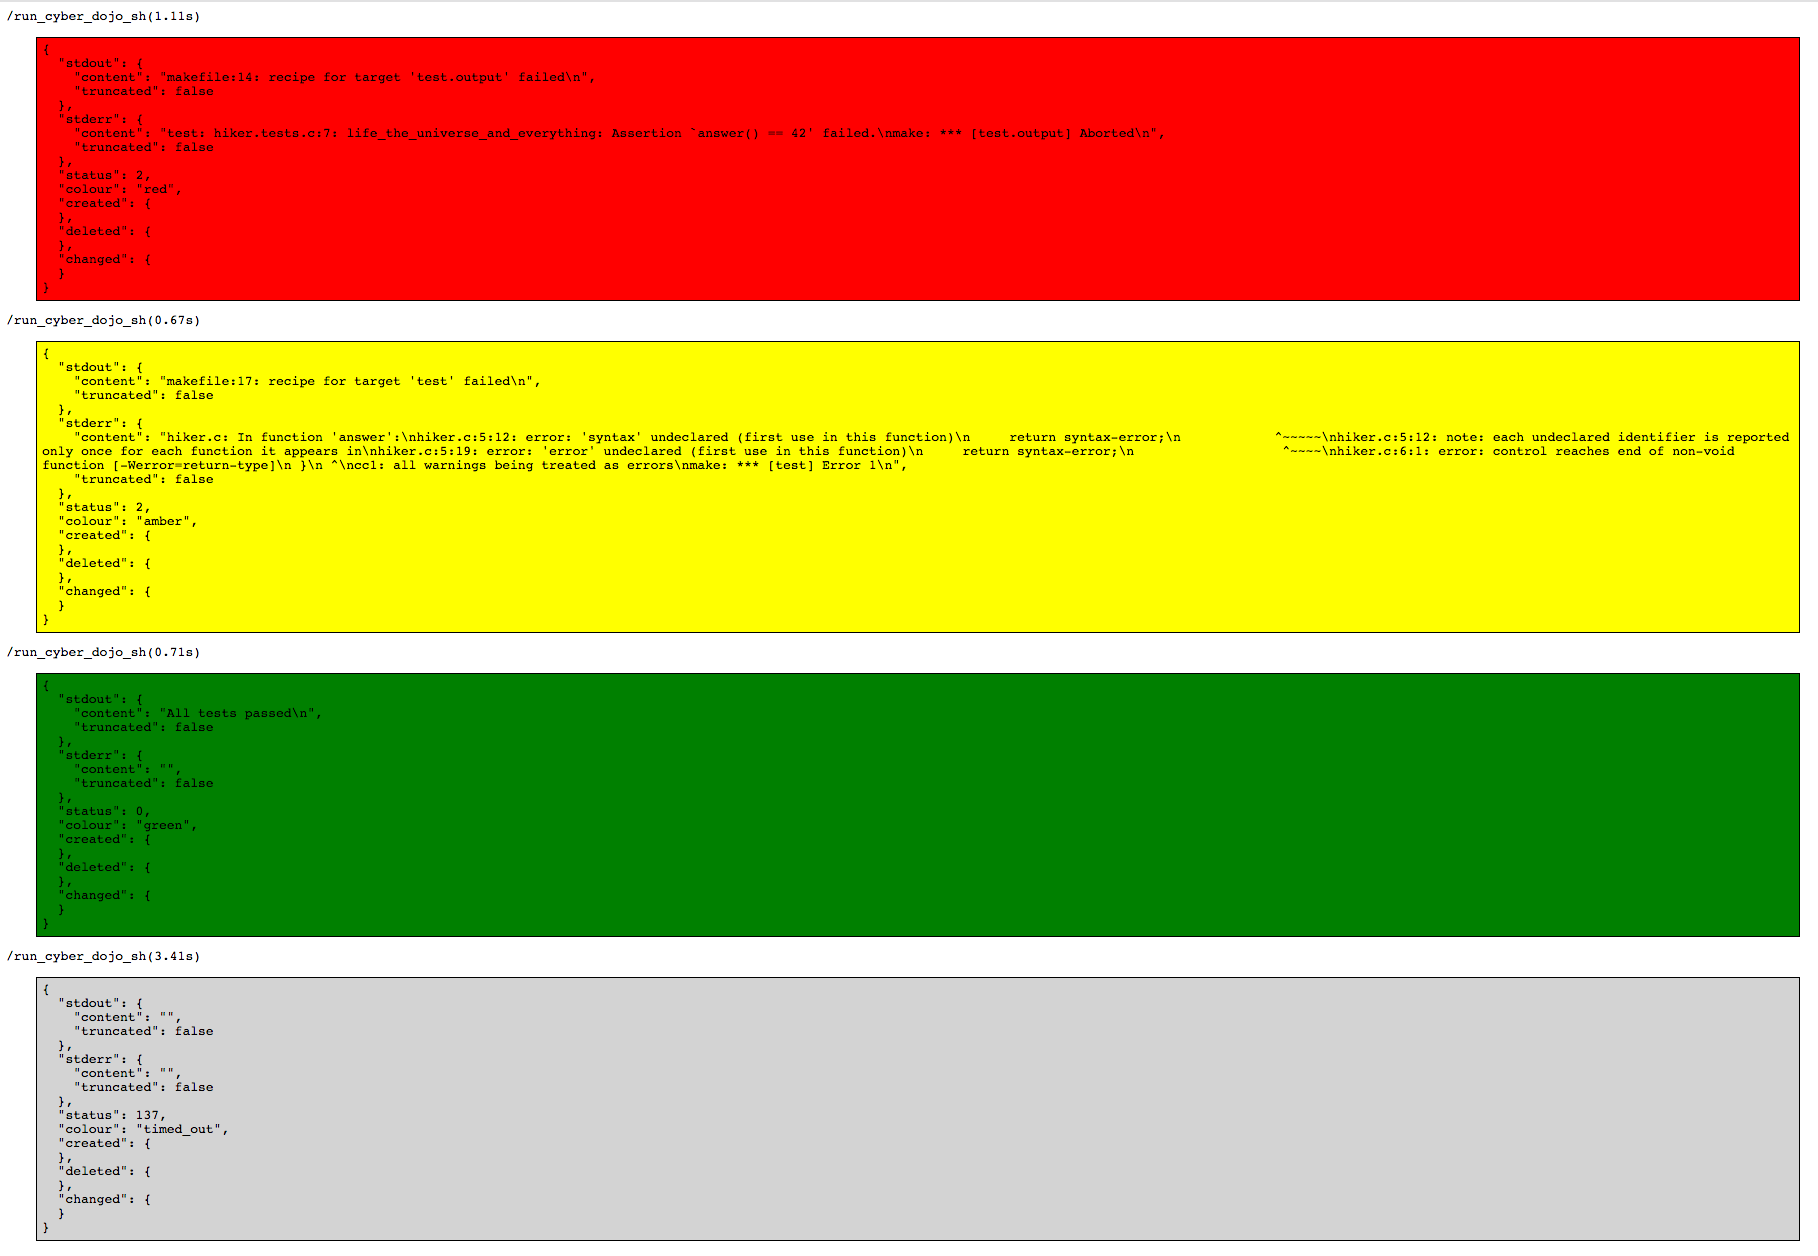 /run_cyber_dojo_sh(1.11s)
{
  "stdout": {
    "content": "makefile:14: recipe for target 'test.output' failed\n",
    "truncated": false
  },
  "stderr": {
    "content": "test: hiker.tests.c:7: life_the_universe_and_everything: Assertion `answer() == 42' failed.\nmake: *** [test.output] Aborted\n",
    "truncated": false
  },
  "status": 2,
  "colour": "red",
  "created": {
  },
  "deleted": {
  },
  "changed": {
  }
}
/run_cyber_dojo_sh(0.67s)
{
  "stdout": {
    "content": "makefile:17: recipe for target 'test' failed\n",
    "truncated": false
  },
  "stderr": {
    "content": "hiker.c: In function 'answer':\nhiker.c:5:12: error: 'syntax' undeclared (first use in this function)\n     return syntax-error;\n            ^~~~~~\nhiker.c:5:12: note: each undeclared identifier is reported
only once for each function it appears in\nhiker.c:5:19: error: 'error' undeclared (first use in this function)\n     return syntax-error;\n                   ^~~~~\nhiker.c:6:1: error: control reaches end of non-void
function [-Werror=return-type]\n }\n ^\ncc1: all warnings being treated as errors\nmake: *** [test] Error 1\n",
    "truncated": false
  },
  "status": 2,
  "colour": "amber",
  "created": {
  },
  "deleted": {
  },
  "changed": {
  }
}
/run_cyber_dojo_sh(0.71s)
{
  "stdout": {
    "content": "All tests passed\n",
    "truncated": false
  },
  "stderr": {
    "content": "",
    "truncated": false
  },
  "status": 0,
  "colour": "green",
  "created": {
  },
  "deleted": {
  },
  "changed": {
  }
}
/run_cyber_dojo_sh(3.41s)
{
  "stdout": {
    "content": "",
    "truncated": false
  },
  "stderr": {
    "content": "",
    "truncated": false
  },
  "status": 137,
  "colour": "timed_out",
  "created": {
  },
  "deleted": {
  },
  "changed": {
  }
}